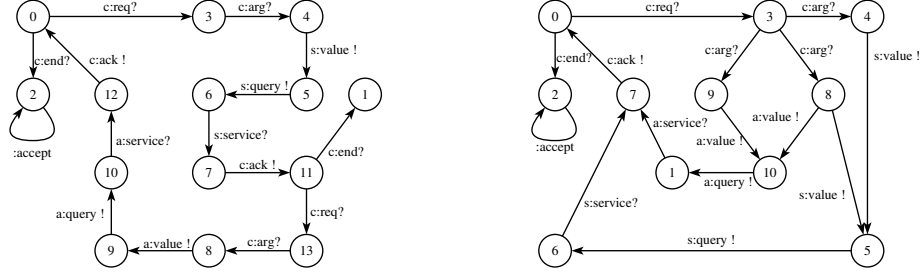 0 c:req? 3 c:arg? 4
c:end? c:ack ! s:value !
2 12 6 s:query ! 5 1
:accept a:service? s:service? c:end?
10 7 c:ack ! 11
a:query ! c:req?
9 a:value ! 8 c:arg? 13
0 c:req? 3 c:arg? 4
c:end? c:ack ! c:arg? c:arg? s:value !
2 7 9 8
:accept a:service? a:value ! a:value !
1 a:query ! 10
s:service? s:value !
6 s:query ! 5